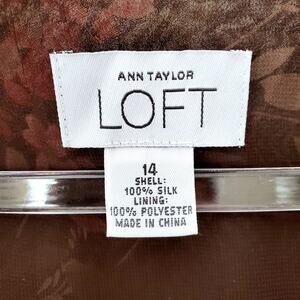 ANN TAYLOR
LOFT
14
SHELL:
100% SILK
LINING:
100% POLYESTER
MADE IN CHINA